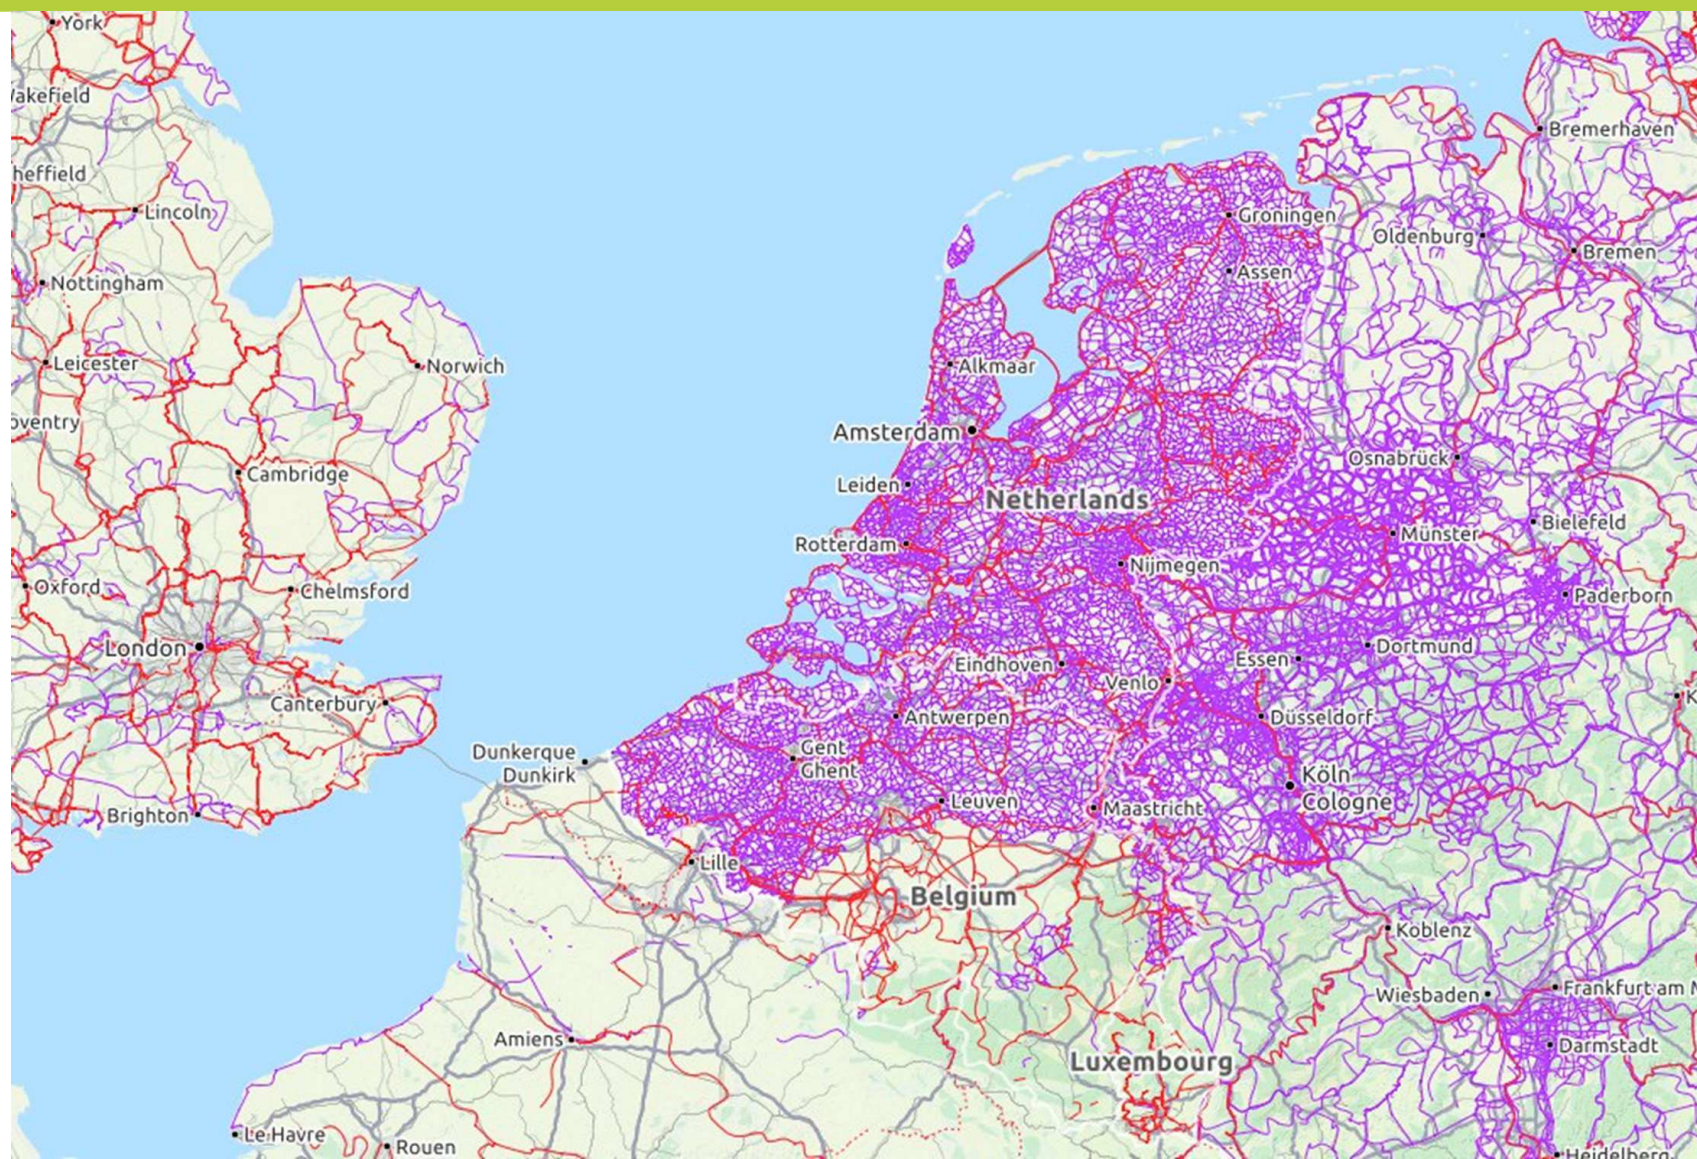 York
akefield
heffield
Lincoln
Nottingham
Leicester
Norwich
oventry
Cambridge
Oxford
Chelmsford
London
Canterbury
Brighton
Bremerhaven
Groningen
Oldenburg
Bremen
Assen
Alkmaar
Amsterdam
Osnabrück
Leiden
Netherlands
Bielefeld
Münster
Rotterdam
Nijmegen
Paderborn
Dortmund
Eindhoven
Essen
Venlo
Antwerpen
Düsseldorf
Dunkerque
Dunkirk
Gent
Ghent
Köln
Cologne
Leuven
Maastricht
Lille
Belgium
Koblenz
Wiesbaden
Frankfurt am M
Amiens
Darmstadt
Luxembourg
Le Havre
Rouen
Heidelberg
K